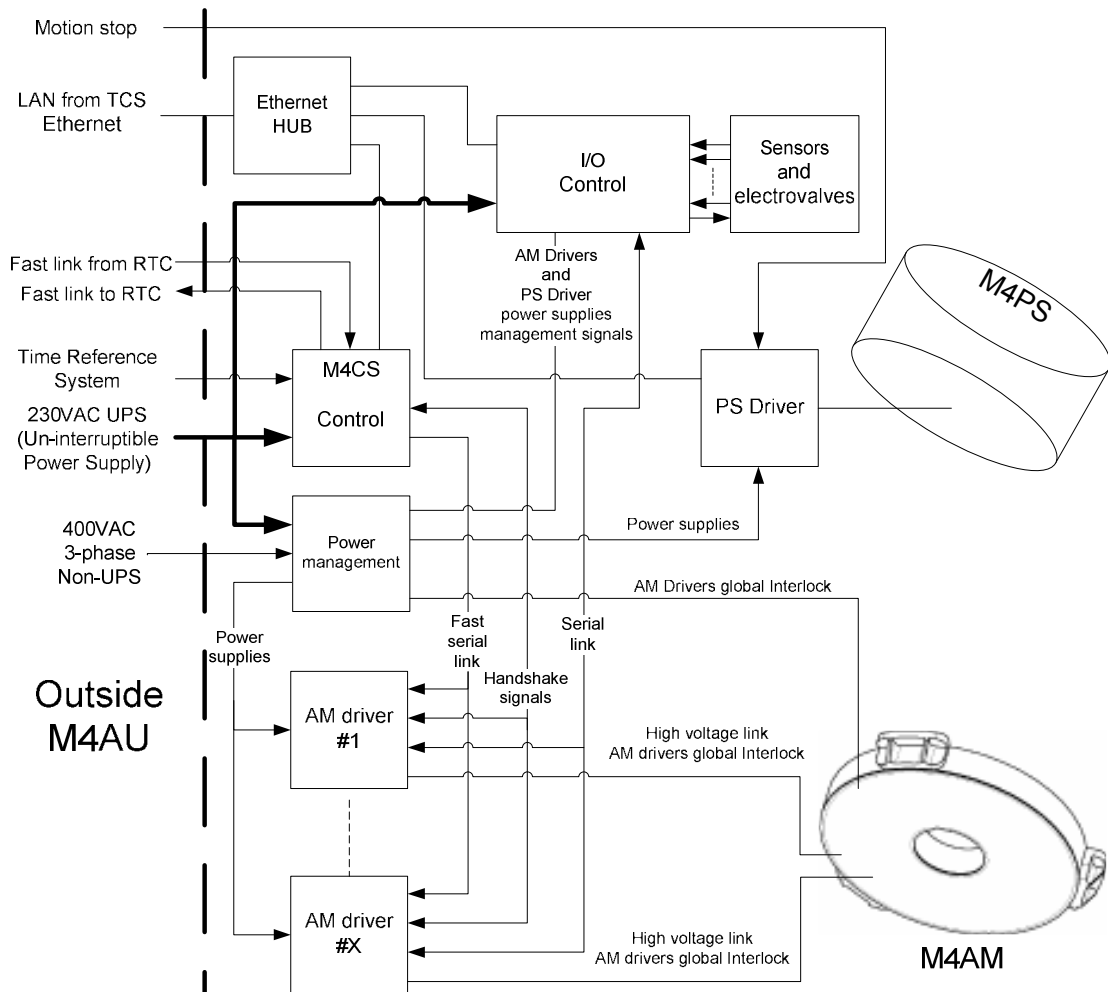 Motion stop
LAN from TCS
Ethernet
Ethernet
HUB
I/O
Control
Sensors
and
electrovalves
Fast link from RTC
Fast link to RTC
AM Drivers
and
PS Driver
power supplies
management signals
M4PS
Time Reference
System
M4CS
Control
PS Driver
230VAC UPS
(Un-interruptible
Power Supply)
400VAC
3-phase
Non-UPS
Power
management
Power supplies
AM Drivers global Interlock
Power
supplies
Fast
serial
link
Serial
link
Handshake
signals
Outside
M4AU
AM driver
#1
High voltage link
AM drivers global Interlock
AM driver
#X
High voltage link
AM drivers global Interlock
M4AM